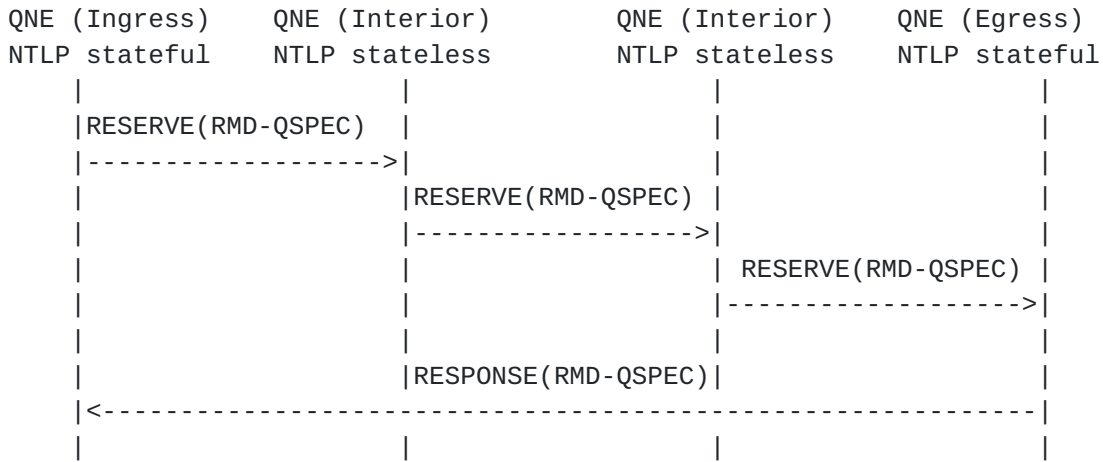 QNE (Ingress) QNE (Interior) QNE (Interior) QNE (Egress)
NTLP stateful NTLP stateless NTLP stateless NTLP stateful
RESERVE(RMD-QSPEC)
RESERVE(RMD-QSPEC)
RESERVE(RMD-QSPEC)
RESPONSE(RMD-QSPEC)